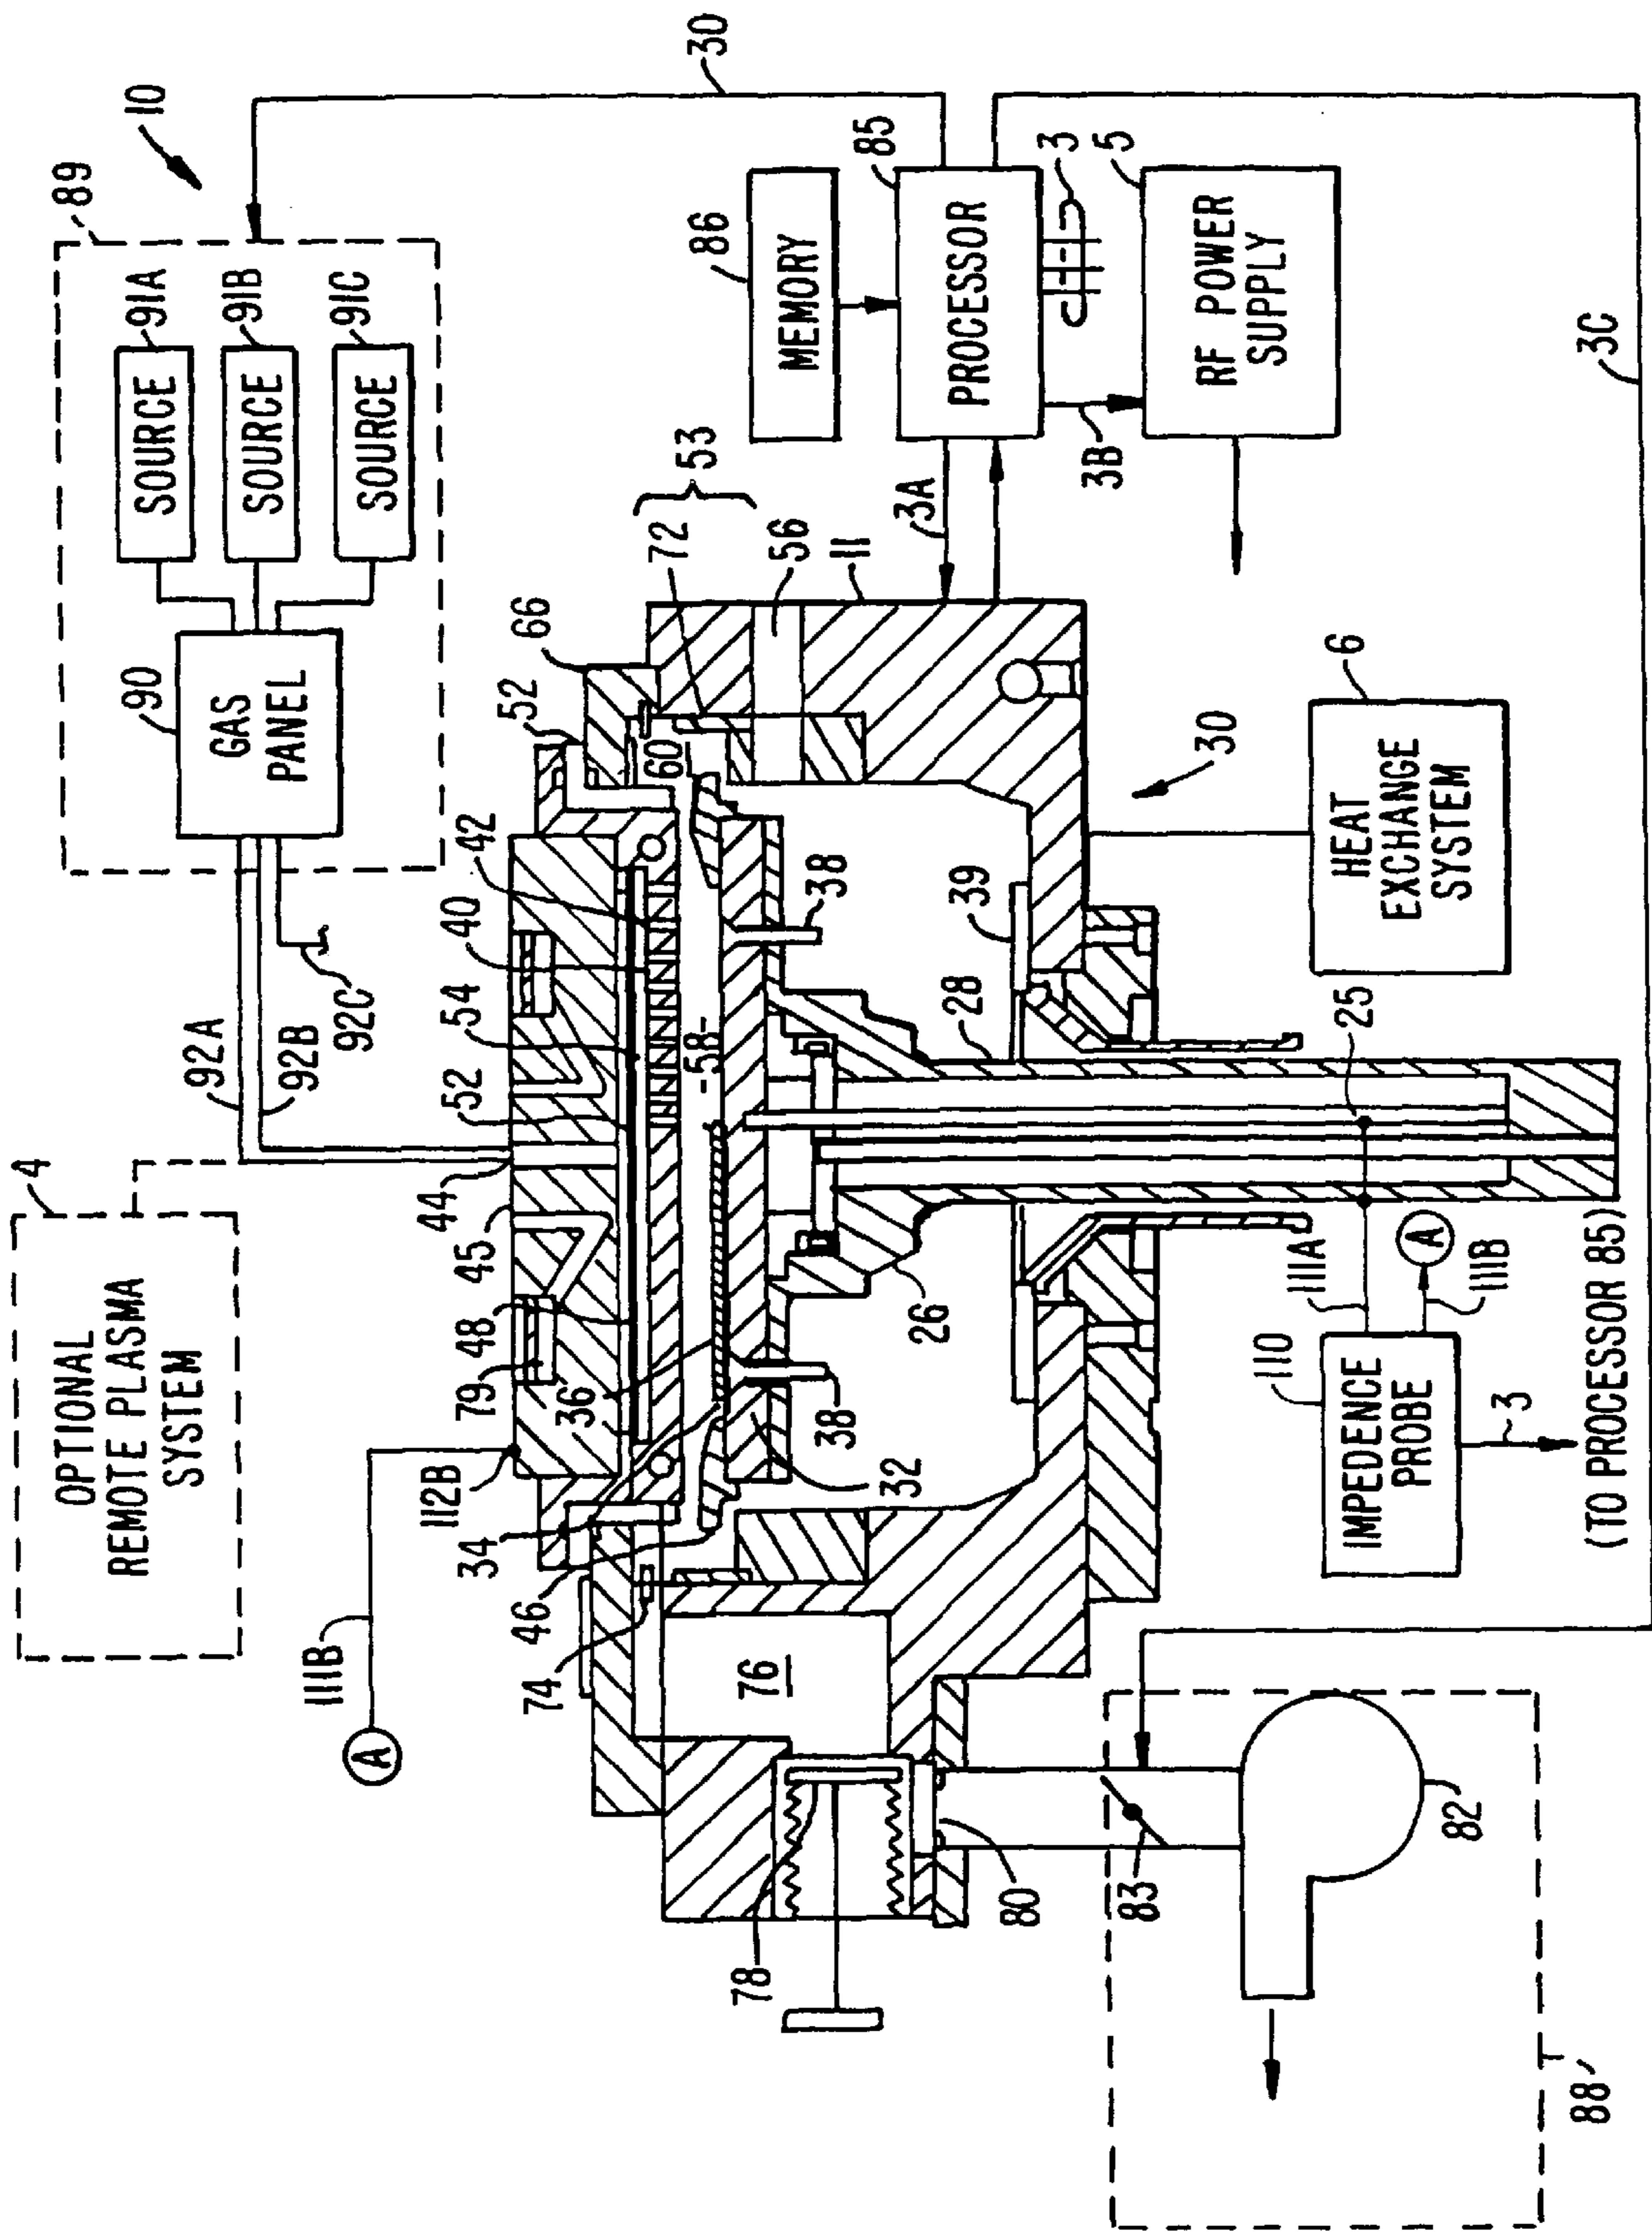 OPTIONAL
REMOTE PLASMA
SYSTEM
4
111B
A
112B
10
89
SOURCE
91A
SOURCE
91B
SOURCE
91C
90
GAS
PANEL
92A
92B
92C
30
44
45
48
79
36
34
46
74
52
54
40
42
52
66
60
72
53
56
11
-58-
86
MEMORY
85
PROCESSOR
3
3A
3B
5
RF POWER
SUPPLY
3C
76
78
80
83
82
88
32
38
38
26
28
39
25
30
6
HEAT
EXCHANGE
SYSTEM
111A
A
111B
110
IMPEDENCE
PROBE
3
(TO PROCESSOR 85)